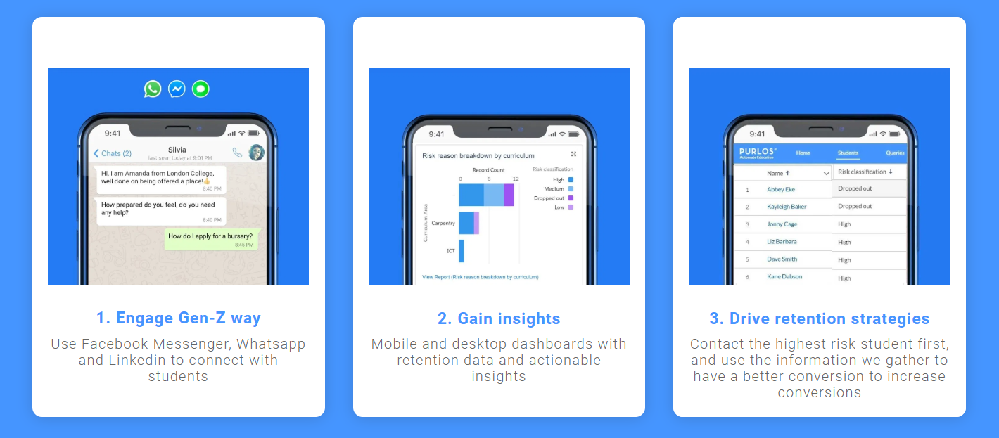 9:41
Chats (2)
Silvia
last seen today at 9:01 PM
Hi, I am Amanda from London College,
well done on being offered a place!👍
8:40 PM
How prepared do you feel, do you need
any help?
8:40 PM
How do I apply for a bursary?
8:45 PM
1. Engage Gen-Z way
Use Facebook Messenger, Whatsapp
and Linkedin to connect with
students
9:41
Risk reason breakdown by curriculum
Record Count
0 6 12
Curriculum Area
-
Carpentry
ICT
Risk classification
High
Medium
Dropped out
Low
View Report (Risk reason breakdown by curriculum)
2. Gain insights
Mobile and desktop dashboards with
retention data and actionable
insights
9:41
PURLOS®
Automate Education
Home Students Queries
Name ↑ Risk classification ↓
1 Abbey Eke Dropped out
2 Kayleigh Baker Dropped out
3 Jonny Cage High
4 Liz Barbara High
5 Dave Smith High
6 Kane Dabson High
3. Drive retention strategies
Contact the highest risk student first,
and use the information we gather to
have a better conversion to increase
conversions